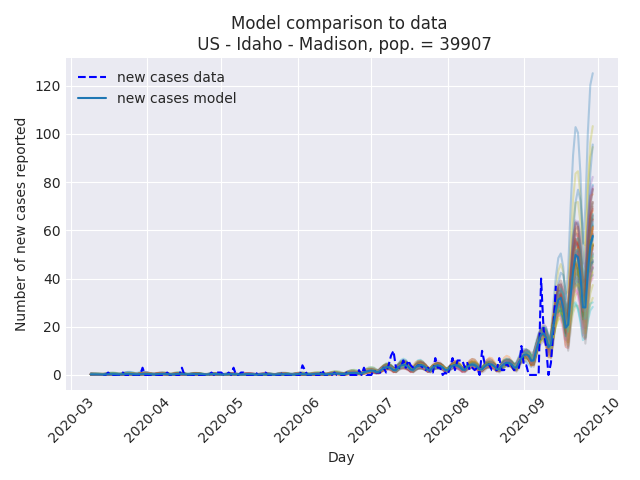 Model comparison to data
US - Idaho - Madison, pop. = 39907
new cases data
new cases model
Number of new cases reported
120
100
80
60
40
20
0
2020-03
2020-04
2020-05
2020-06
2020-07
2020-08
2020-09
2020-10
Day